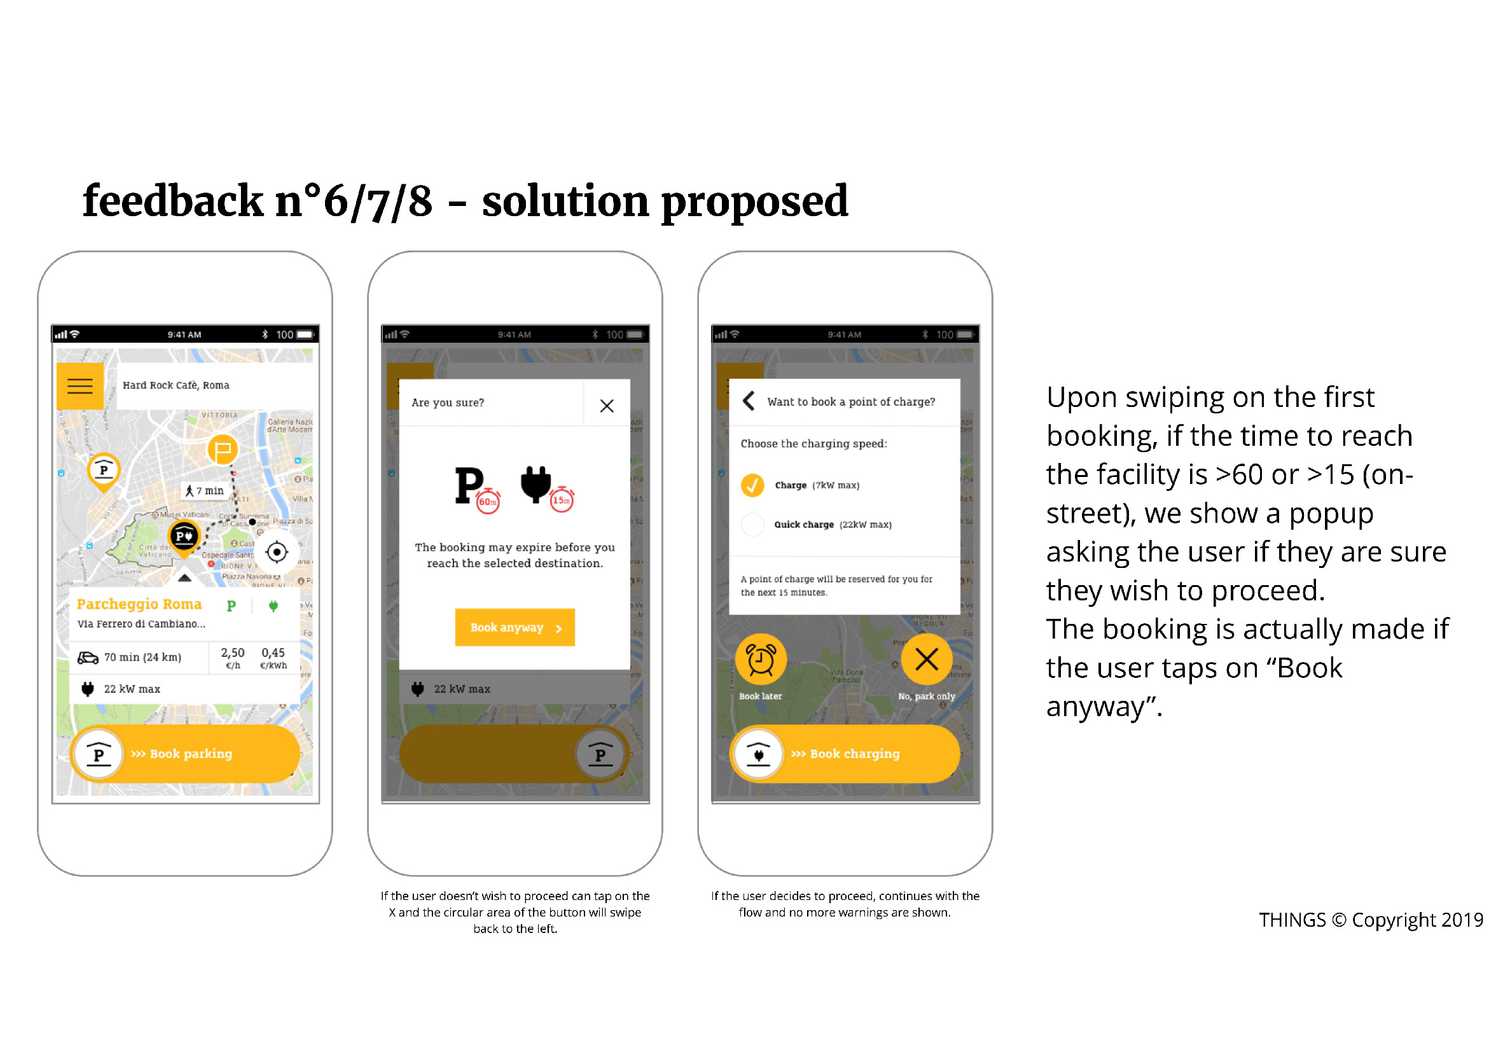 feedback n°6/7/8 - solution proposed
9:41 AM
100
Hard Rock Cafè, Roma
VITTORIA
7 min
Parcheggio Roma
P
Via Ferrero di Cambiano...
70 min (24 km)
2,50
€/h
0,45
€/kWh
22 kW max
P
>>> Book parking
9:41 AM
100
Are you sure?
P
60m
15m
The booking may expire before you
reach the selected destination.
Book anyway >
22 kW max
P
If the user doesn't wish to proceed can tap on the
X and the circular area of the button will swipe
back to the left.
9:41 AM
100
Want to book a point of charge?
Choose the charging speed:
Charge (7kW max)
Quick charge (22kW max)
A point of charge will be reserved for you for
the next 15 minutes.
Book later
No, park only
>>> Book charging
If the user decides to proceed, continues with the
flow and no more warnings are shown.
Upon swiping on the first
booking, if the time to reach
the facility is >60 or >15 (on-
street), we show a popup
asking the user if they are sure
they wish to proceed.
The booking is actually made if
the user taps on “Book
anyway”.
THINGS © Copyright 2019